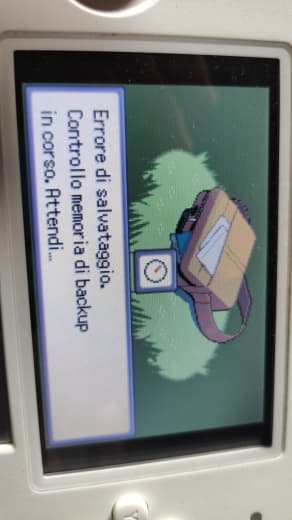 Errore di salvataggio.
Controllo memoria di backup
in corso. Attendi...
Y